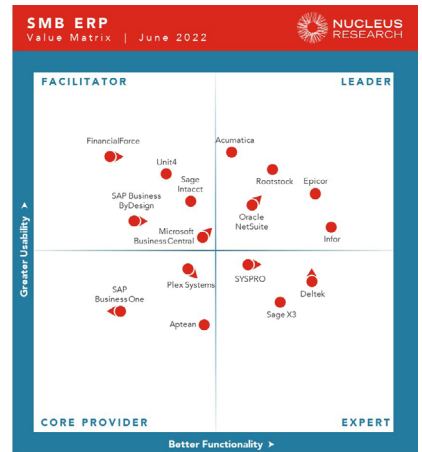 SMB ERP
Value Matrix | June 2022
NUCLEUS
RESEARCH
FACILITATOR
LEADER
FinancialForce
Acumatica
Unit4
Sage
Intacct
Rootstock
Epicor
SAP Business
ByDesign
Oracle
NetSuite
Microsoft
Business Central
Infor
Greater Usability ➤
Plex Systems
SYSPRO
Deltek
SAP
Business One
Sage X3
Aptean
CORE PROVIDER
EXPERT
Better Functionality ➤